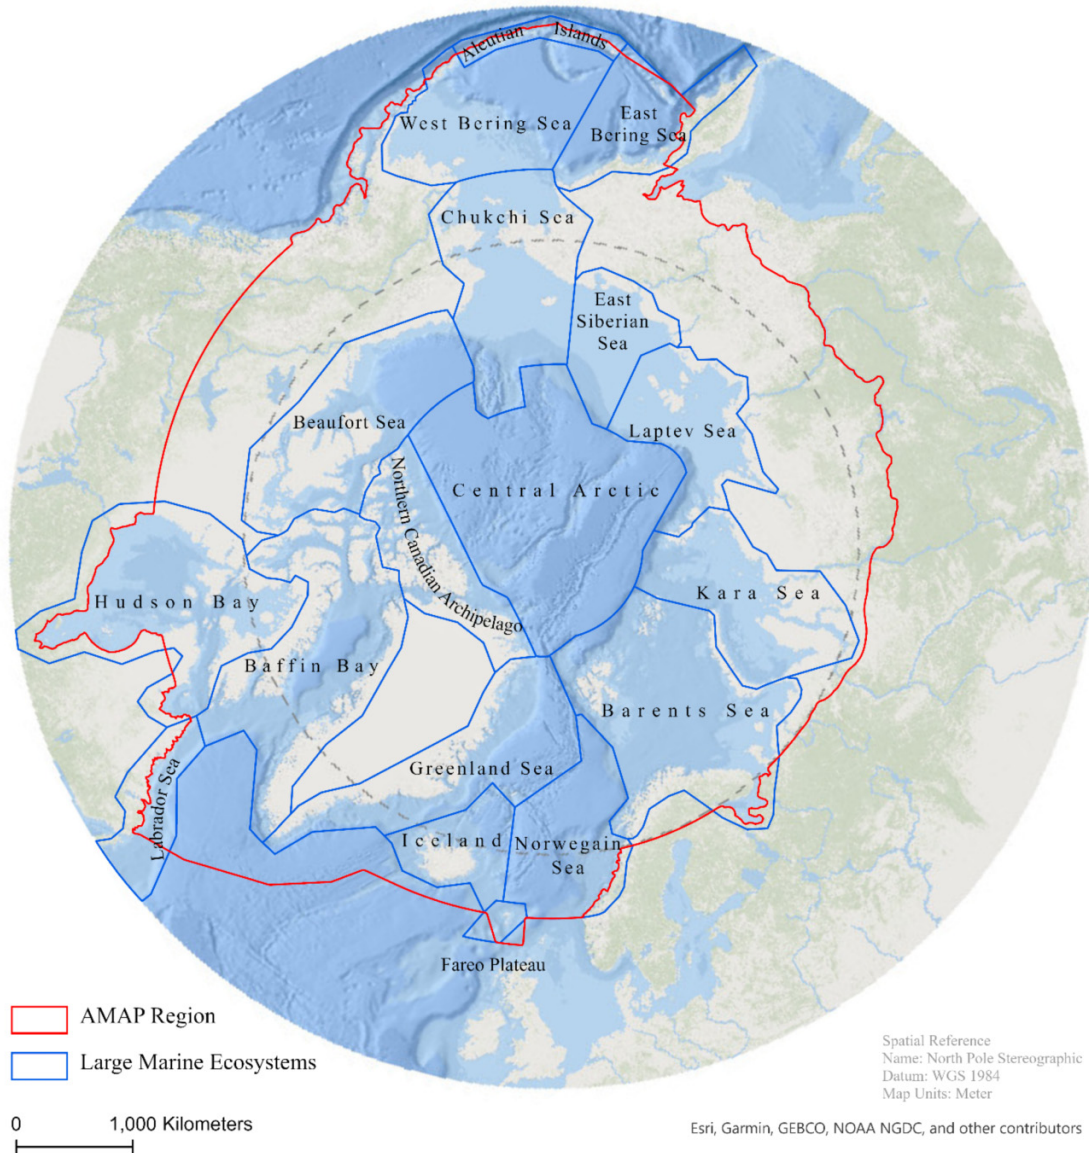 Aleutian Islands
West Bering Sea
East
Bering Sea
Chukchi Sea
East
Siberian
Sea
Beaufort Sea
Laptev Sea
Northern Canadian Archipelago
Central Arctic
Hudson Bay
Kara Sea
Baffin Bay
Barents Sea
Greenland Sea
Labrador Sea
Iceland
Norwegain
Sea
Fareo Plateau
AMAP Region
Large Marine Ecosystems
0 1,000 Kilometers
Spatial Reference
Name: North Pole Stereographic
Datum: WGS 1984
Map Units: Meter
Esri, Garmin, GEBCO, NOAA NGDC, and other contributors